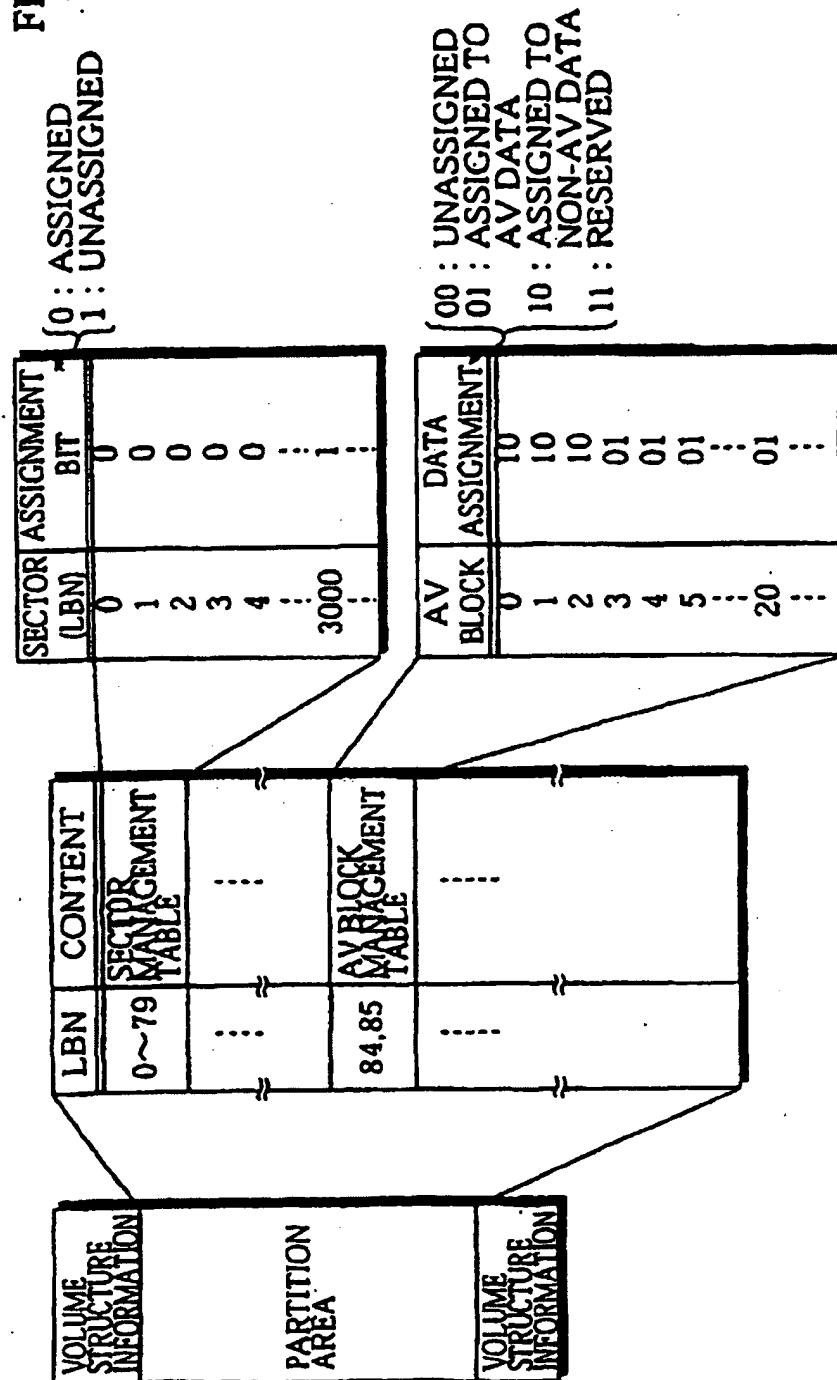 FI
VOLUME
STRUCTURE
INFORMATION
PARTITION
AREA
VOLUME
STRUCTURE
INFORMATION
LBN CONTENT
0~79 SECTOR
MANAGEMENT
TABLE
84,85 AV BLOCK
MANAGEMENT
TABLE
SECTOR ASSIGNMENT
(LBN) BIT
0 0
1 0
2 0
3 0
4 0
3000 1
0 : ASSIGNED
1 : UNASSIGNED
AV DATA
BLOCK ASSIGNMENT
0 10
1 10
2 10
3 01
4 01
5 01
20 01
00 : UNASSIGNED
01 : ASSIGNED TO
AV DATA
10 : ASSIGNED TO
NON-AV DATA
11 : RESERVED